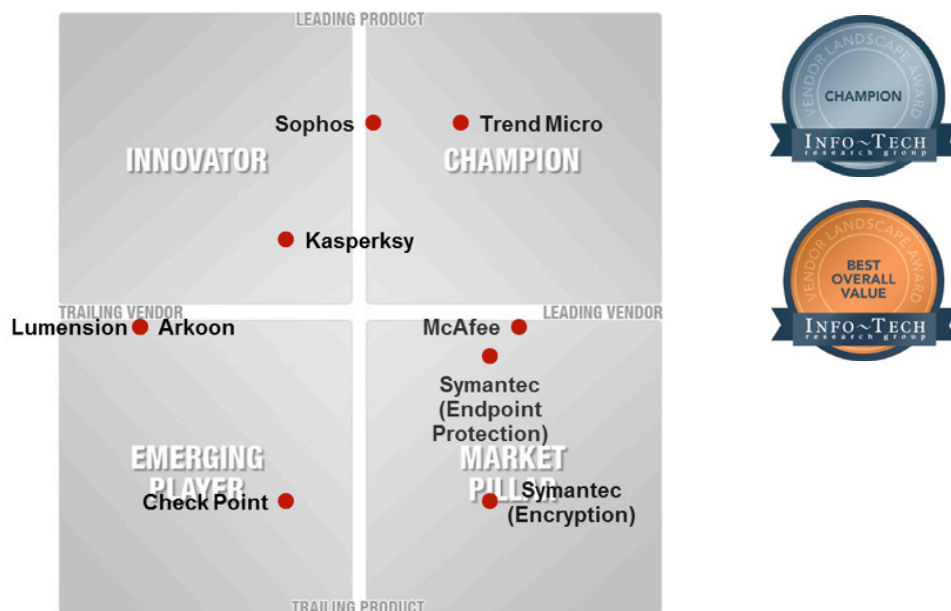 LEADING PRODUCT
Sophos
Trend Micro
INNOVATOR
CHAMPION
Kasperksy
TRAILING VENDOR
LEADING VENDOR
Lumension
Arkoon
McAfee
Symantec
(Endpoint
Protection)
EMERGING
PLAYER
MARKET
PILLAR
Check Point
Symantec
(Encryption)
TRAILING PRODUCT
VENDOR LANDSCAPE AWARD
CHAMPION
INFO~TECH
research group
VENDOR LANDSCAPE AWARD
BEST
OVERALL
VALUE
INFO~TECH
research group